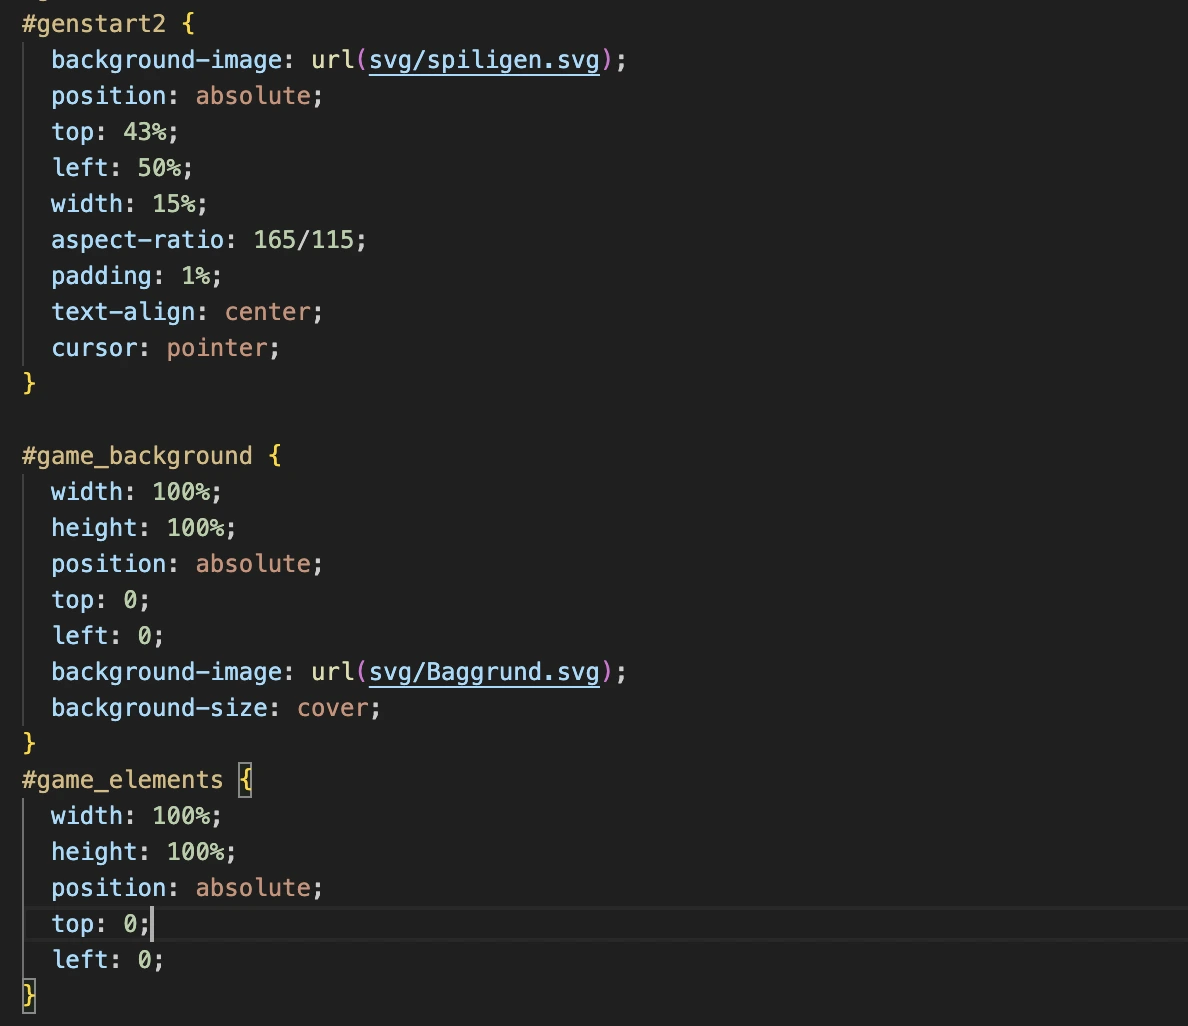 #genstart2 {
  background-image: url(svg/spiligen.svg);
  position: absolute;
  top: 43%;
  left: 50%;
  width: 15%;
  aspect-ratio: 165/115;
  padding: 1%;
  text-align: center;
  cursor: pointer;
}

#game_background {
  width: 100%;
  height: 100%;
  position: absolute;
  top: 0;
  left: 0;
  background-image: url(svg/Baggrund.svg);
  background-size: cover;
}
#game_elements {
  width: 100%;
  height: 100%;
  position: absolute;
  top: 0;
  left: 0;
}